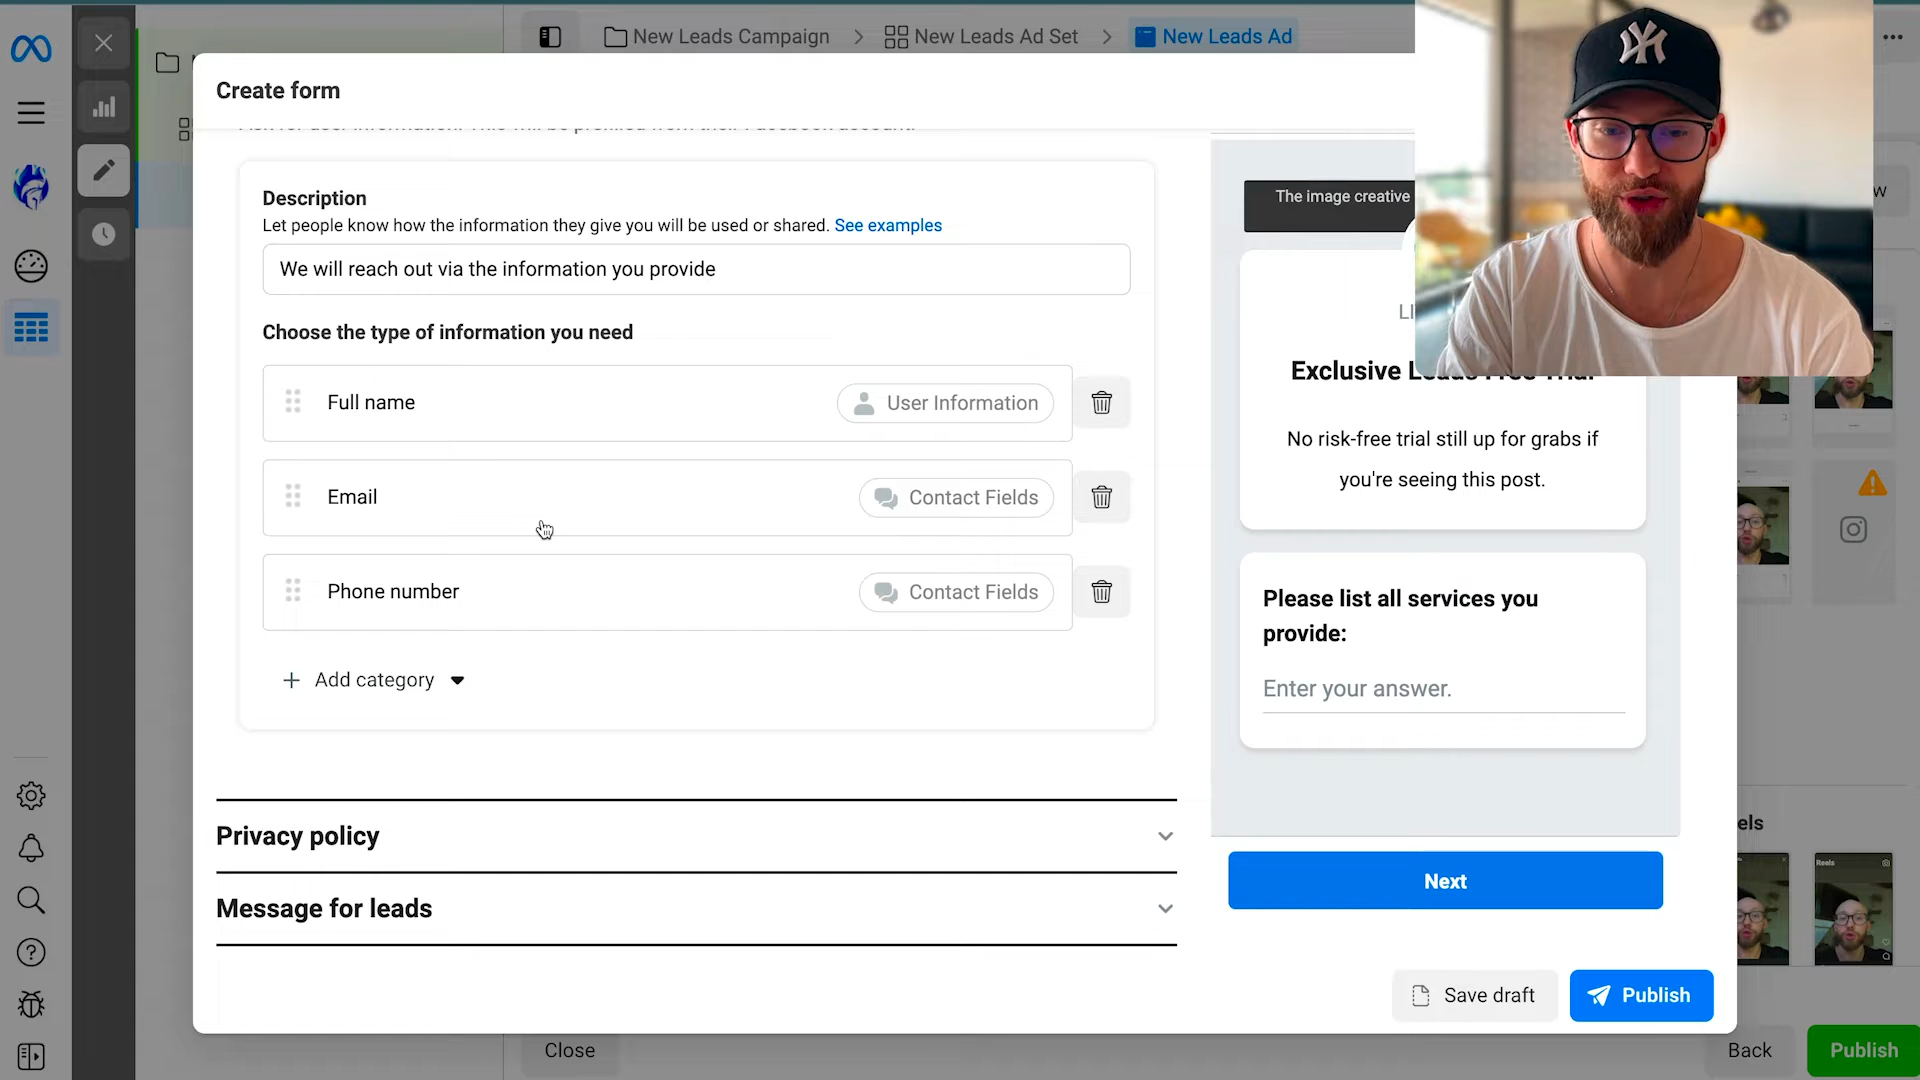 New Leads Campaign
New Leads Ad Set
New Leads Ad
Create form
Description
Let people know how the information they give you will be used or shared. See examples
We will reach out via the information you provide
Choose the type of information you need
Full name
User Information
Email
Contact Fields
Phone number
Contact Fields
Add category
Privacy policy
Message for leads
The image creative
Exclusive Leads Free Trial
No risk-free trial still up for grabs if
you're seeing this post.
Please list all services you
provide:
Enter your answer.
Next
Save draft
Publish
Reels
Close
Back
Publish